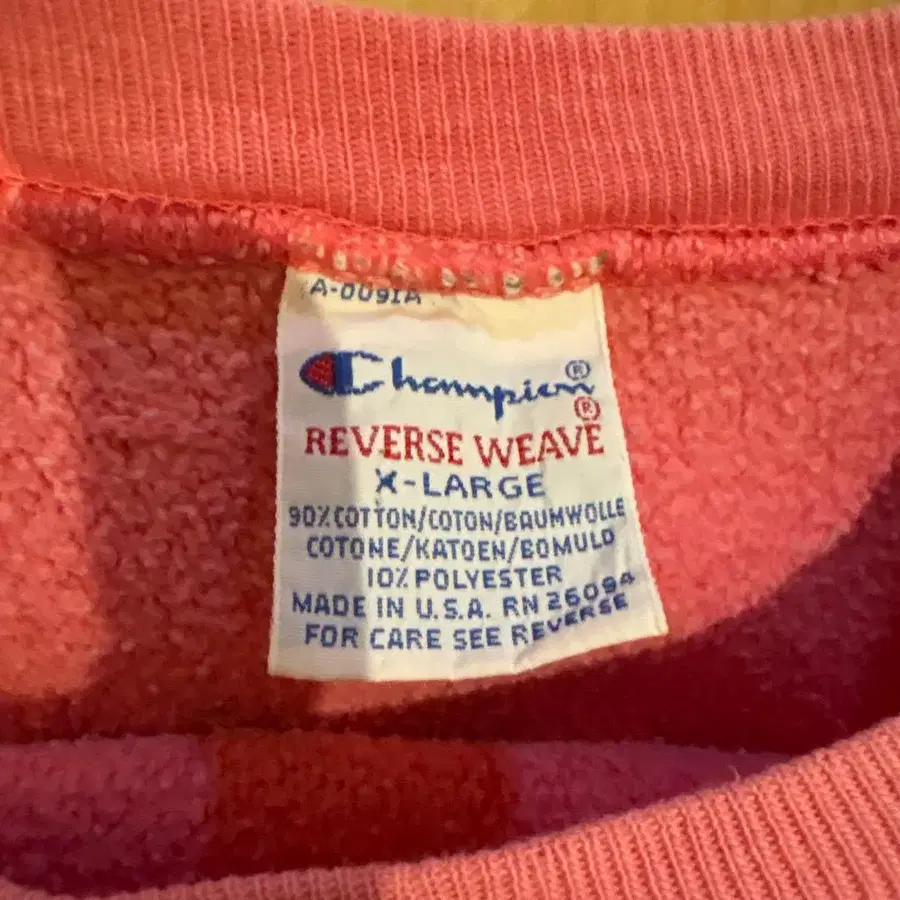 A-009IA
Champion®
REVERSE WEAVE®
X-LARGE
90% COTTON/COTON/BAUMWOLLE
COTONE/KATOEN/BOMULD
10% POLYESTER
MADE IN U.S.A. RN 26094
FOR CARE SEE REVERSE